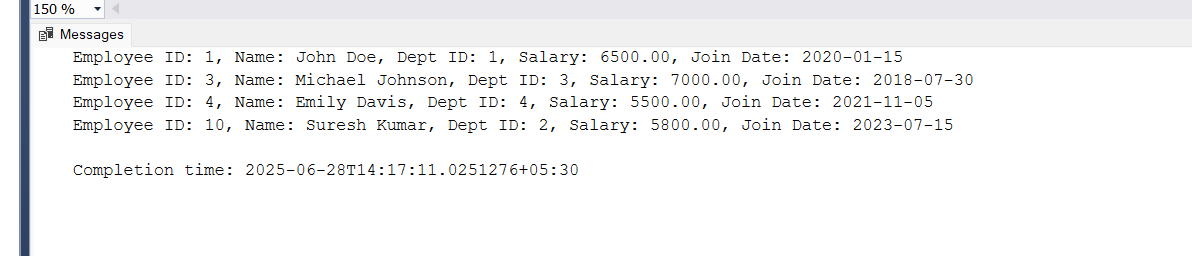 150 %
Messages
Employee ID: 1, Name: John Doe, Dept ID: 1, Salary: 6500.00, Join Date: 2020-01-15
Employee ID: 3, Name: Michael Johnson, Dept ID: 3, Salary: 7000.00, Join Date: 2018-07-30
Employee ID: 4, Name: Emily Davis, Dept ID: 4, Salary: 5500.00, Join Date: 2021-11-05
Employee ID: 10, Name: Suresh Kumar, Dept ID: 2, Salary: 5800.00, Join Date: 2023-07-15
Completion time: 2025-06-28T14:17:11.0251276+05:30